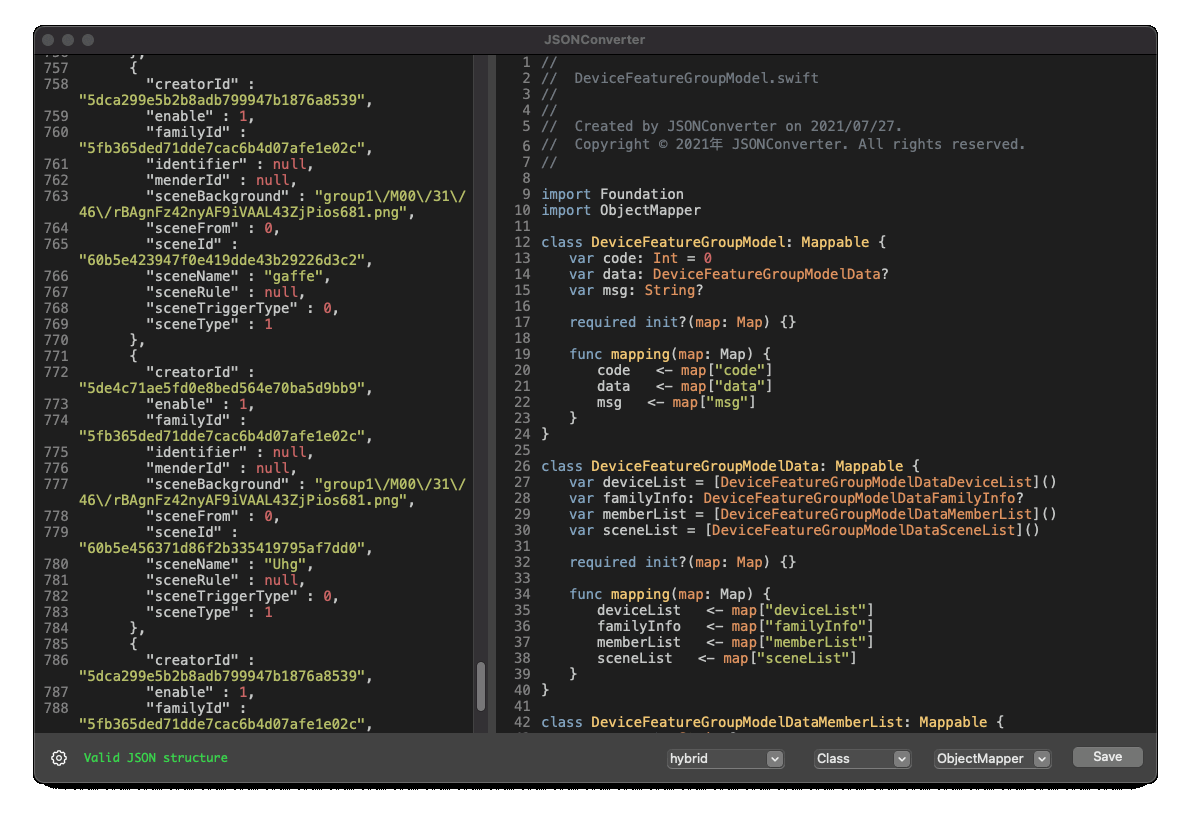 JSONConverter
757 {
758 "creatorId" :
"5dca299e5b2b8adb799947b1876a8539",
759 "enable" : 1,
760 "familyId" :
"5fb365ded71dde7cac6b4d07afe1e02c",
761 "identifier" : null,
762 "menderId" : null,
763 "sceneBackground" : "group1\/M00\/31\/
46\/rBAgnFz42nyAF9iVAAL43ZjPios681.png",
764 "sceneFrom" : 0,
765 "sceneId" :
"60b5e423947f0e419dde43b29226d3c2",
766 "sceneName" : "gaffe",
767 "sceneRule" : null,
768 "sceneTriggerType" : 0,
769 "sceneType" : 1
770 },
771 {
772 "creatorId" :
"5de4c71ae5fd0e8bed564e70ba5d9bb9",
773 "enable" : 1,
774 "familyId" :
"5fb365ded71dde7cac6b4d07afe1e02c",
775 "identifier" : null,
776 "menderId" : null,
777 "sceneBackground" : "group1\/M00\/31\/
46\/rBAgnFz42nyAF9iVAAL43ZjPios681.png",
778 "sceneFrom" : 0,
779 "sceneId" :
"60b5e456371d86f2b335419795af7dd0",
780 "sceneName" : "Uhg",
781 "sceneRule" : null,
782 "sceneTriggerType" : 0,
783 "sceneType" : 1
784 },
785 {
786 "creatorId" :
"5dca299e5b2b8adb799947b1876a8539",
787 "enable" : 1,
788 "familyId" :
"5fb365ded71dde7cac6b4d07afe1e02c",
1 //
2 // DeviceFeatureGroupModel.swift
3 //
4 //
5 // Created by JSONConverter on 2021/07/27.
6 // Copyright © 2021年 JSONConverter. All rights reserved.
7 //
8
9 import Foundation
10 import ObjectMapper
11
12 class DeviceFeatureGroupModel: Mappable {
13 var code: Int = 0
14 var data: DeviceFeatureGroupModelData?
15 var msg: String?
16
17 required init?(map: Map) {}
18
19 func mapping(map: Map) {
20 code <- map["code"]
21 data <- map["data"]
22 msg <- map["msg"]
23 }
24 }
25
26 class DeviceFeatureGroupModelData: Mappable {
27 var deviceList = [DeviceFeatureGroupModelDataDeviceList]()
28 var familyInfo: DeviceFeatureGroupModelDataFamilyInfo?
29 var memberList = [DeviceFeatureGroupModelDataMemberList]()
30 var sceneList = [DeviceFeatureGroupModelDataSceneList]()
31
32 required init?(map: Map) {}
33
34 func mapping(map: Map) {
35 deviceList <- map["deviceList"]
36 familyInfo <- map["familyInfo"]
37 memberList <- map["memberList"]
38 sceneList <- map["sceneList"]
39 }
40 }
41
42 class DeviceFeatureGroupModelDataMemberList: Mappable {
Valid JSON structure
hybrid
Class
ObjectMapper
Save